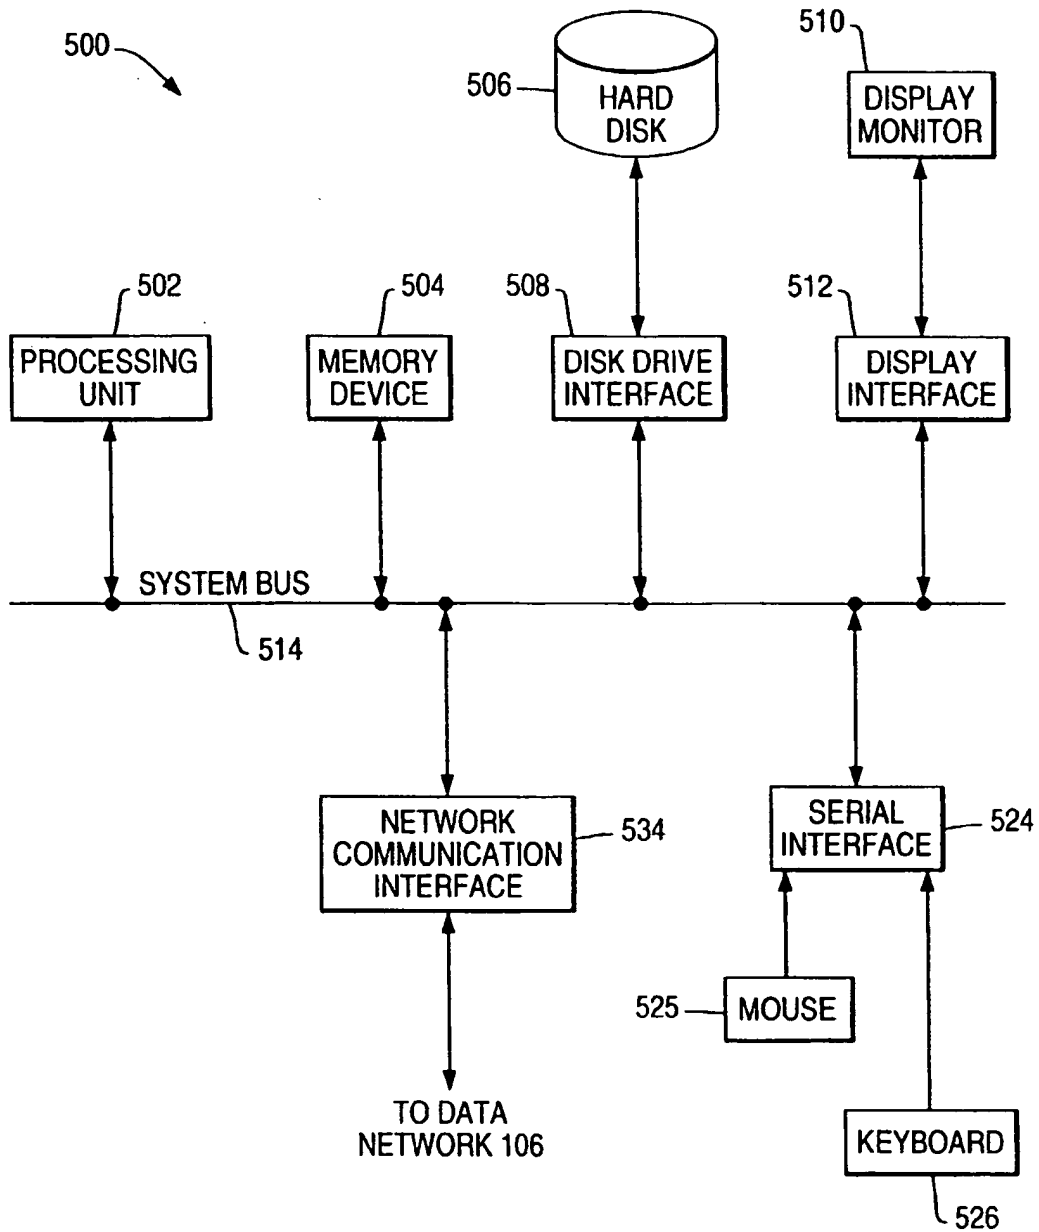 500
506
HARD
DISK
510
DISPLAY
MONITOR
502
504
508
512
PROCESSING
UNIT
MEMORY
DEVICE
DISK DRIVE
INTERFACE
DISPLAY
INTERFACE
SYSTEM BUS
514
NETWORK
COMMUNICATION
INTERFACE
534
SERIAL
INTERFACE
524
525
MOUSE
TO DATA
NETWORK 106
KEYBOARD
526